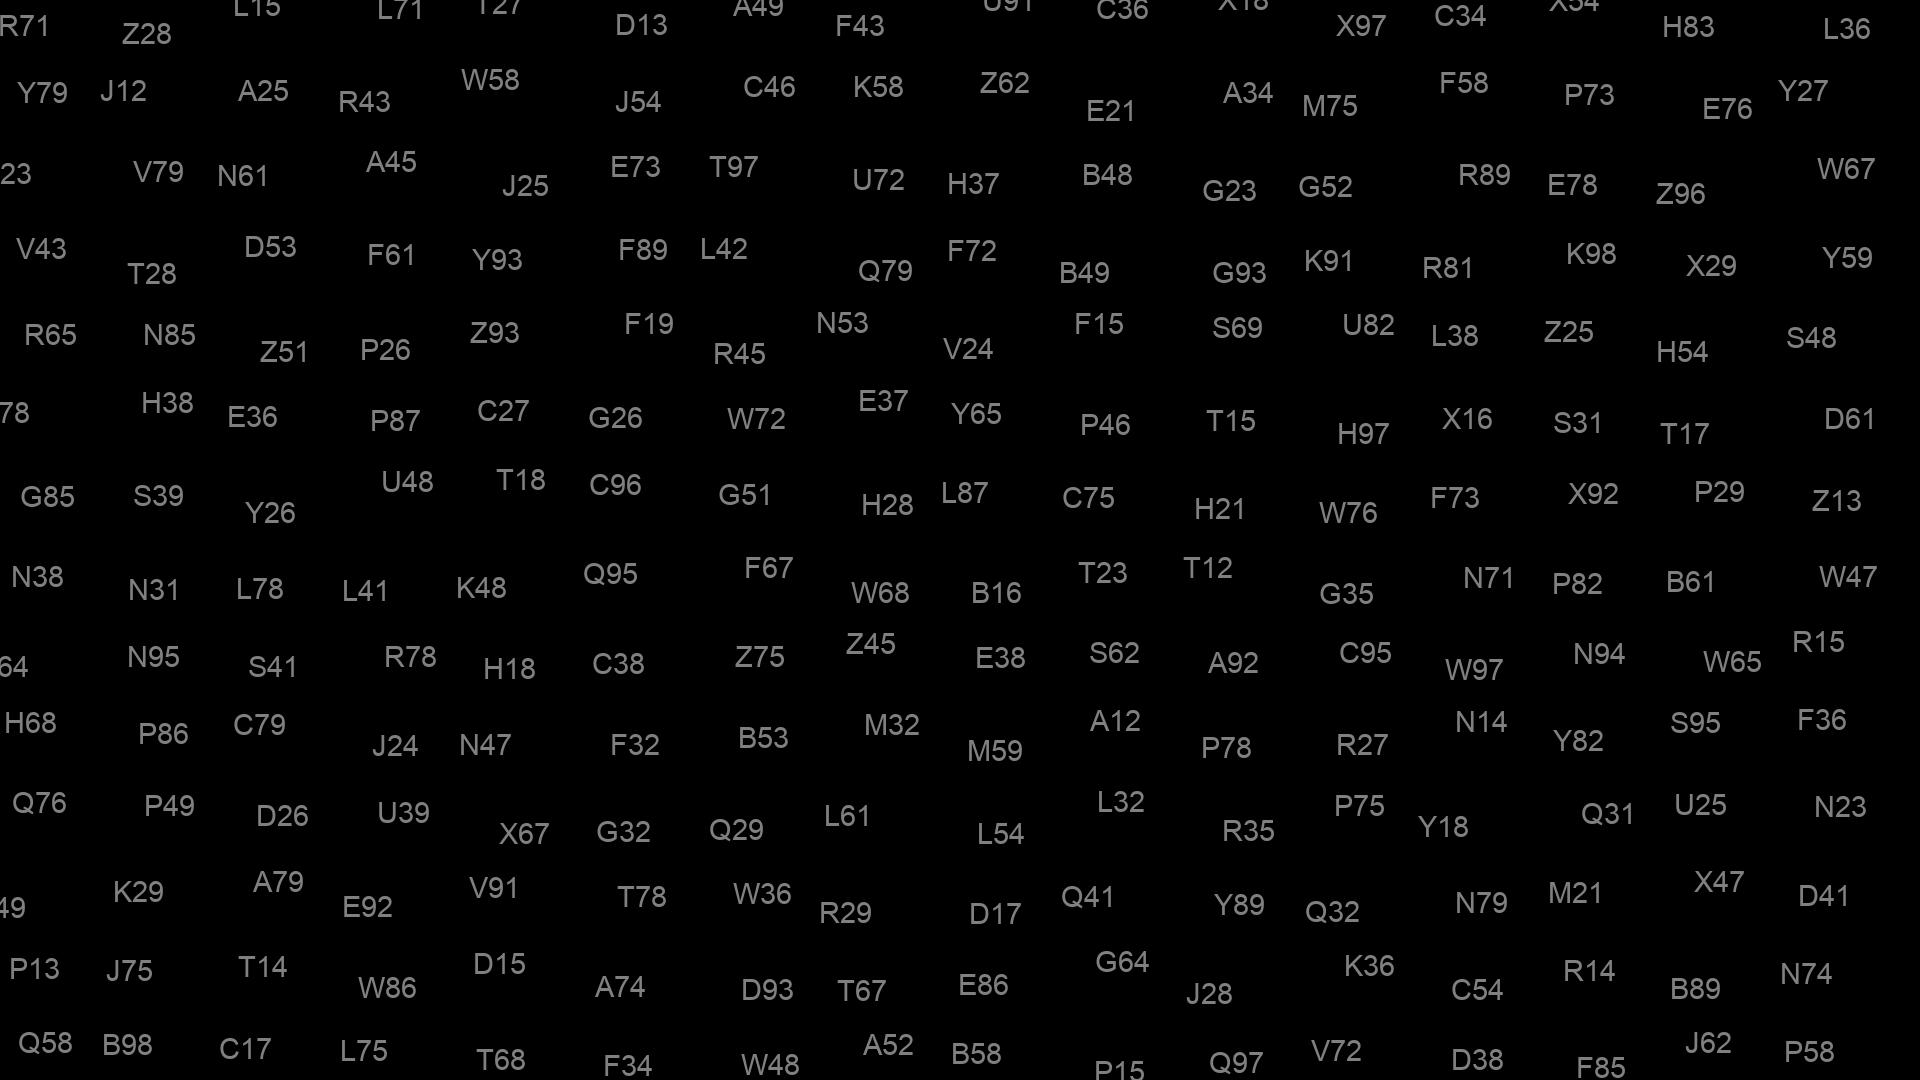 R71 Z28 L15 L71 T27 D13 A49 F43 U91 C36 X18 X97 C34 X54 H83 L36
Y79 J12 A25 R43 W58 J54 C46 K58 Z62 E21 A34 M75 F58 P73 E76 Y27
23 V79 N61 A45 J25 E73 T97 U72 H37 B48 G23 G52 R89 E78 Z96 W67
V43 T28 D53 F61 Y93 F89 L42 Q79 F72 B49 G93 K91 R81 K98 X29 Y59
R65 N85 Z51 P26 Z93 F19 R45 N53 V24 F15 S69 U82 L38 Z25 H54 S48
78 H38 E36 P87 C27 G26 W72 E37 Y65 P46 T15 H97 X16 S31 T17 D61
G85 S39 Y26 U48 T18 C96 G51 H28 L87 C75 H21 W76 F73 X92 P29 Z13
N38 N31 L78 L41 K48 Q95 F67 W68 B16 T23 T12 G35 N71 P82 B61 W47
64 N95 S41 R78 H18 C38 Z75 Z45 E38 S62 A92 C95 W97 N94 W65 R15
H68 P86 C79 J24 N47 F32 B53 M32 M59 A12 P78 R27 N14 Y82 S95 F36
Q76 P49 D26 U39 X67 G32 Q29 L61 L54 L32 R35 P75 Y18 Q31 U25 N23
49 K29 A79 E92 V91 T78 W36 R29 D17 Q41 Y89 Q32 N79 M21 X47 D41
P13 J75 T14 W86 D15 A74 D93 T67 E86 G64 J28 K36 C54 R14 B89 N74
Q58 B98 C17 L75 T68 F34 W48 A52 B58 P15 Q97 V72 D38 F85 J62 P58